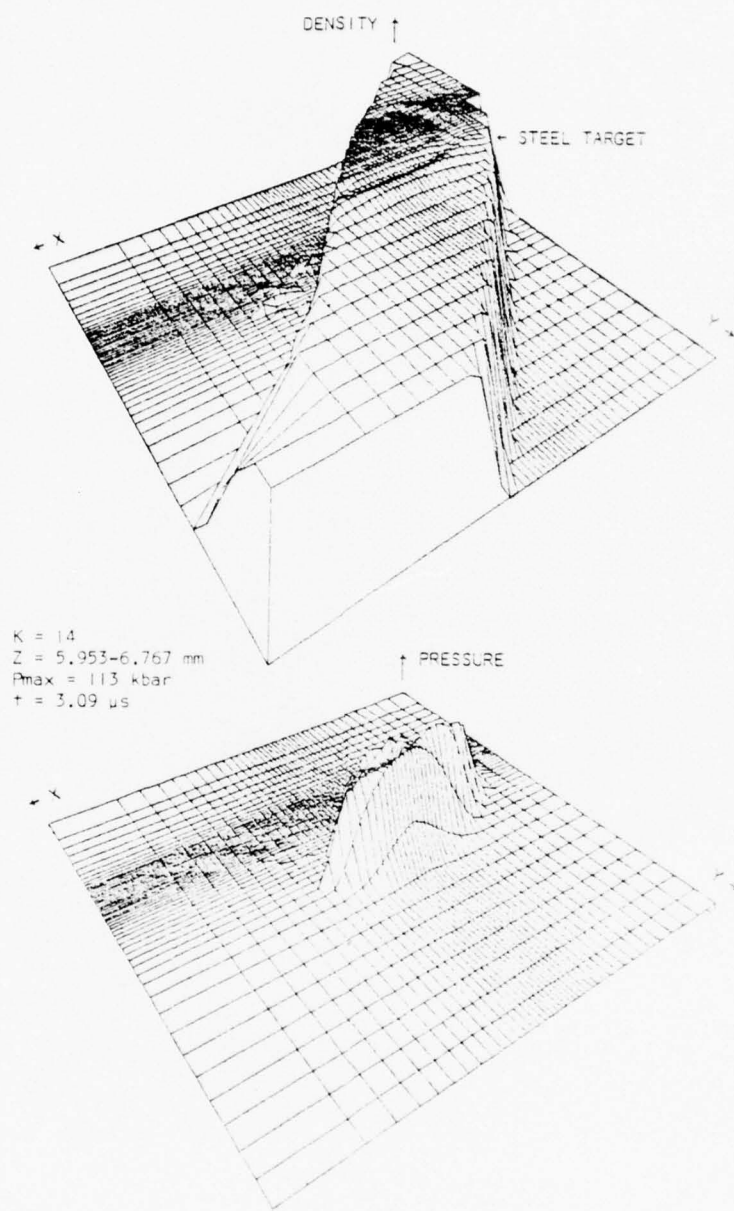 DENSITY ↑
← STEEL TARGET
← X
Y →
K = 14
Z = 5.953-6.767 mm
Pmax = 113 kbar
t = 3.09 µs
↑ PRESSURE
← X
Y →